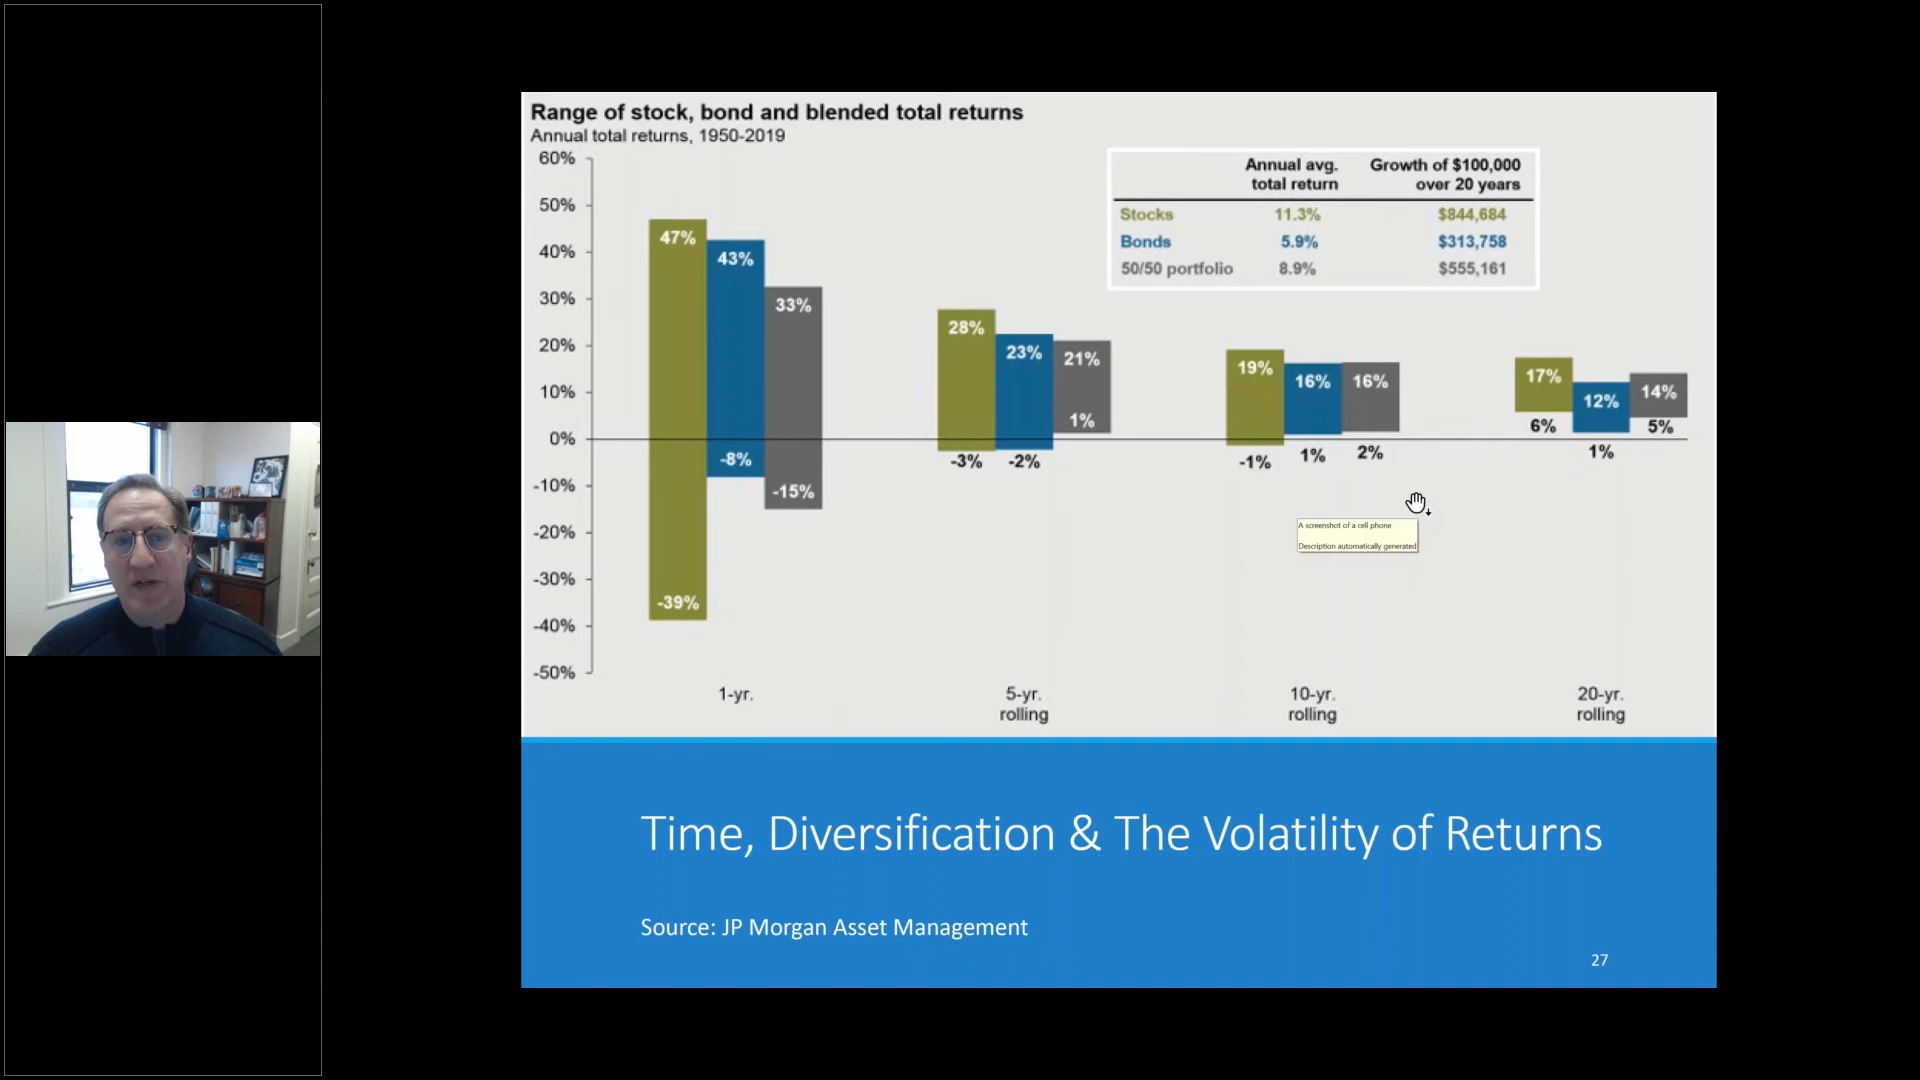 Range of stock, bond and blended total returns
Annual total returns, 1950-2019
60%
50%
40%
30%
20%
10%
0%
-10%
-20%
-30%
-40%
-50%
Annual avg. Growth of $100,000
total return over 20 years
Stocks 11.3% $844,684
Bonds 5.9% $313,758
50/50 portfolio 8.9% $555,161
47%
43%
33%
-8%
-15%
-39%
28%
23%
21%
1%
-3%
-2%
19%
16%
16%
-1%
1%
2%
17%
12%
14%
6%
1%
5%
A screenshot of a cell phone
Description automatically generated
1-yr.
5-yr.
rolling
10-yr.
rolling
20-yr.
rolling
Time, Diversification & The Volatility of Returns
Source: JP Morgan Asset Management
27